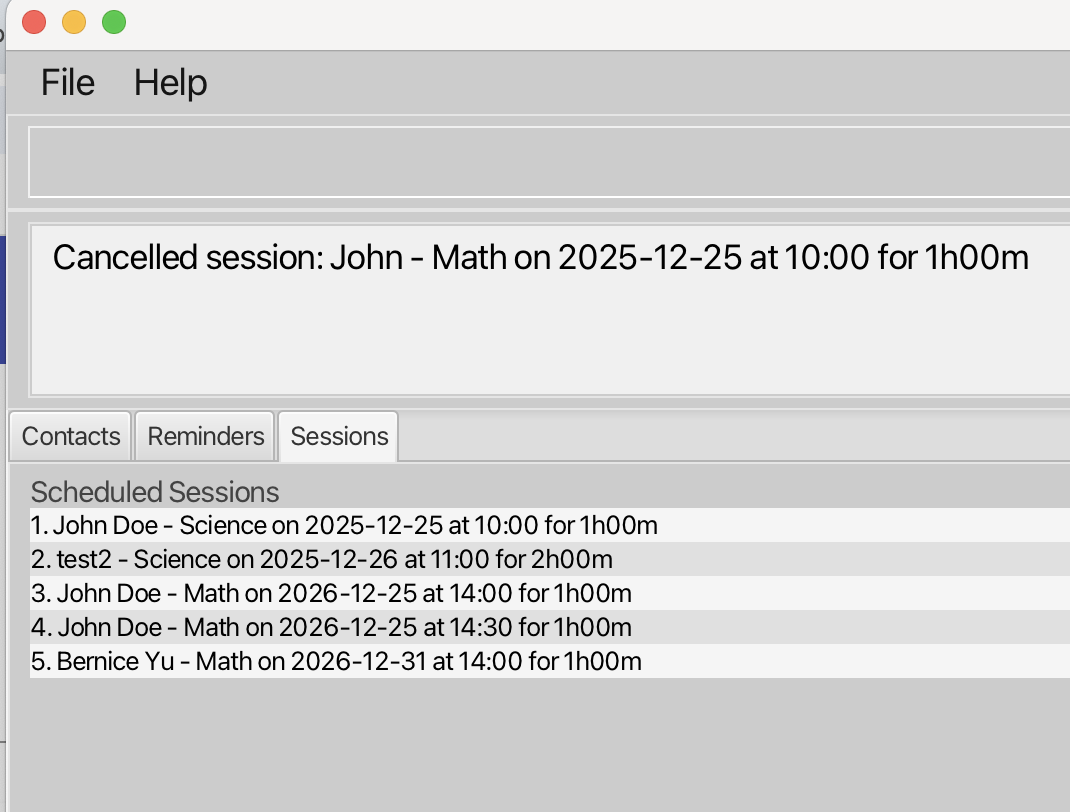 File Help
Cancelled session: John - Math on 2025-12-25 at 10:00 for 1h00m
Contacts Reminders Sessions
Scheduled Sessions
1. John Doe - Science on 2025-12-25 at 10:00 for 1h00m
2. test2 - Science on 2025-12-26 at 11:00 for 2h00m
3. John Doe - Math on 2026-12-25 at 14:00 for 1h00m
4. John Doe - Math on 2026-12-25 at 14:30 for 1h00m
5. Bernice Yu - Math on 2026-12-31 at 14:00 for 1h00m